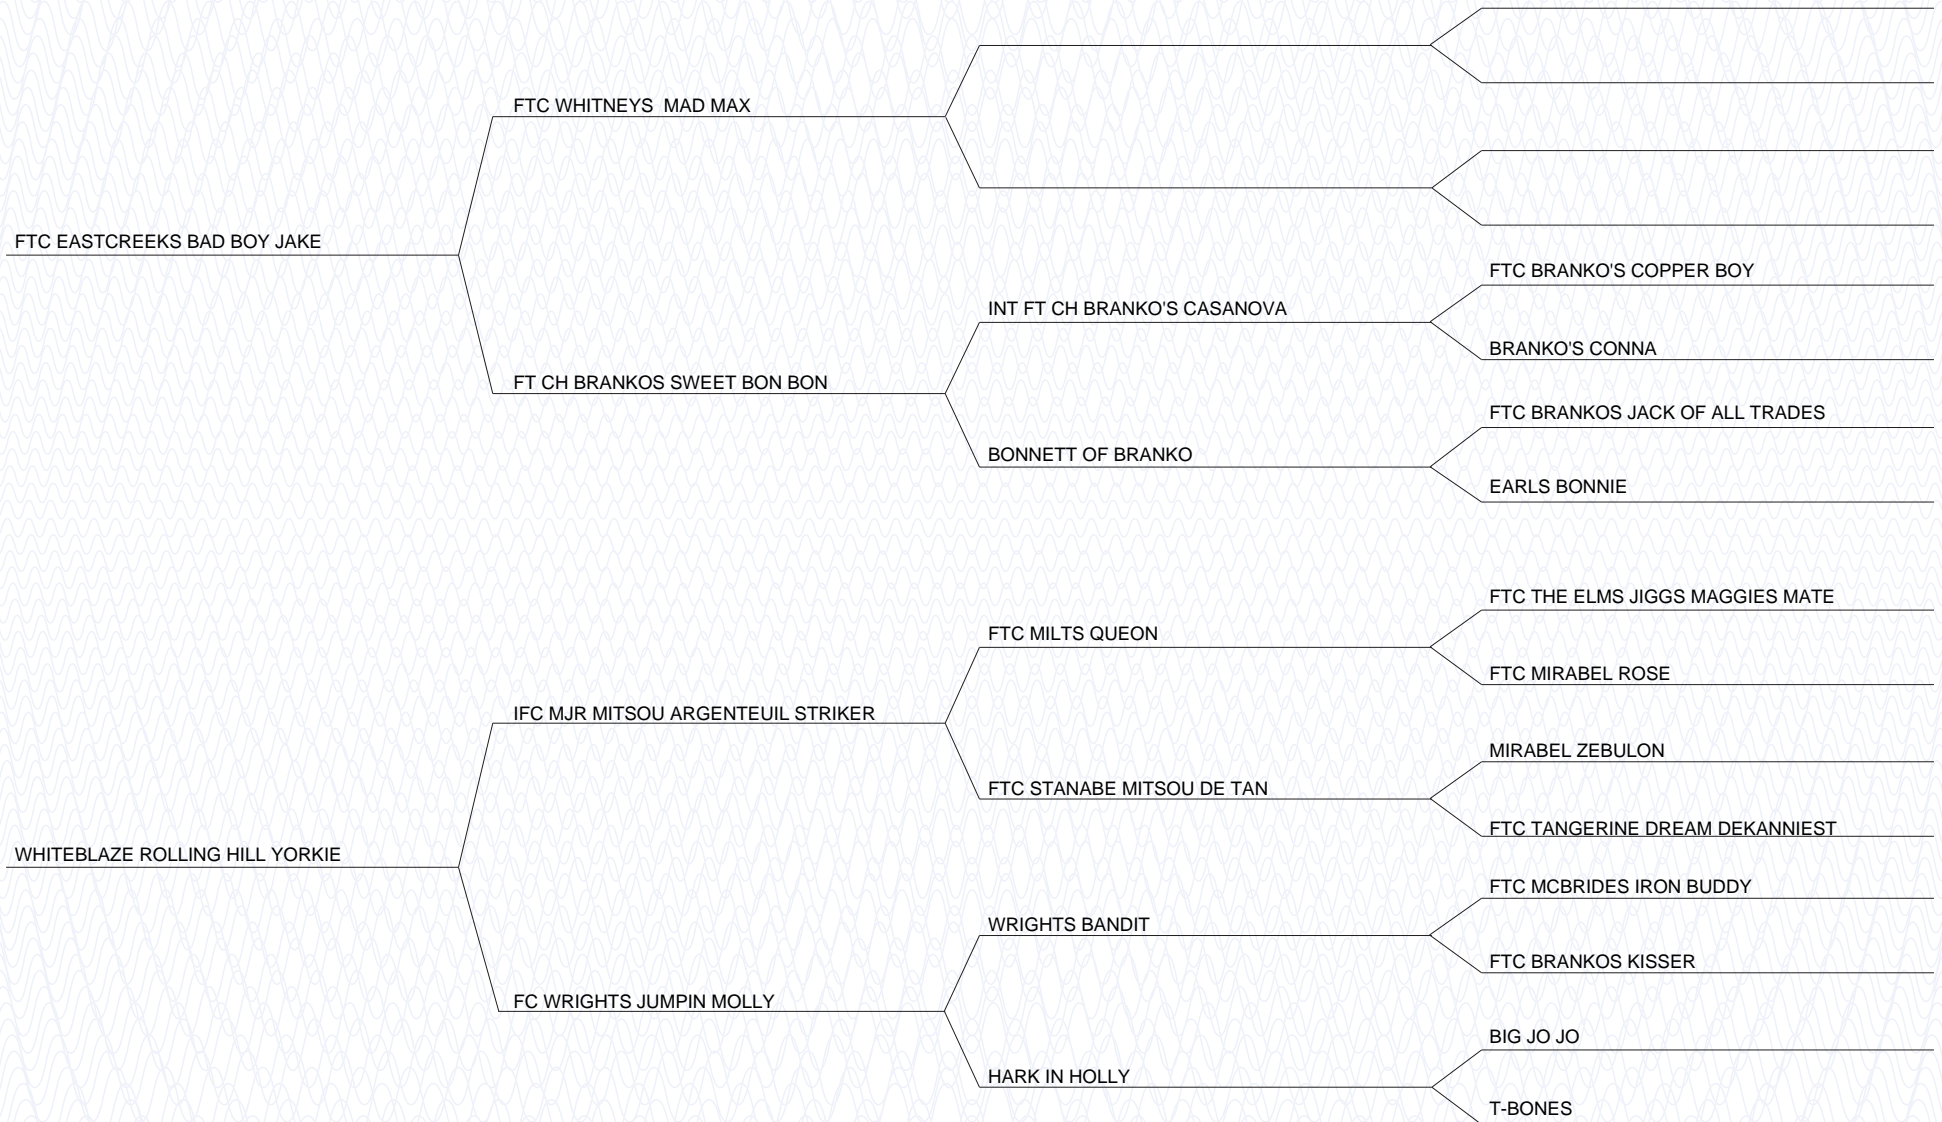 FTC WHITNEYS  MAD MAX
FTC EASTCREEKS BAD BOY JAKE
FTC BRANKO'S COPPER BOY
INT FT CH BRANKO'S CASANOVA
BRANKO'S CONNA
FT CH BRANKOS SWEET BON BON
FTC BRANKOS JACK OF ALL TRADES
BONNETT OF BRANKO
EARLS BONNIE
FTC THE ELMS JIGGS MAGGIES MATE
FTC MILTS QUEON
FTC MIRABEL ROSE
IFC MJR MITSOU ARGENTEUIL STRIKER
MIRABEL ZEBULON
FTC STANABE MITSOU DE TAN
FTC TANGERINE DREAM DEKANNIEST
WHITEBLAZE ROLLING HILL YORKIE
FTC MCBRIDES IRON BUDDY
WRIGHTS BANDIT
FTC BRANKOS KISSER
FC WRIGHTS JUMPIN MOLLY
BIG JO JO
HARK IN HOLLY
T-BONES